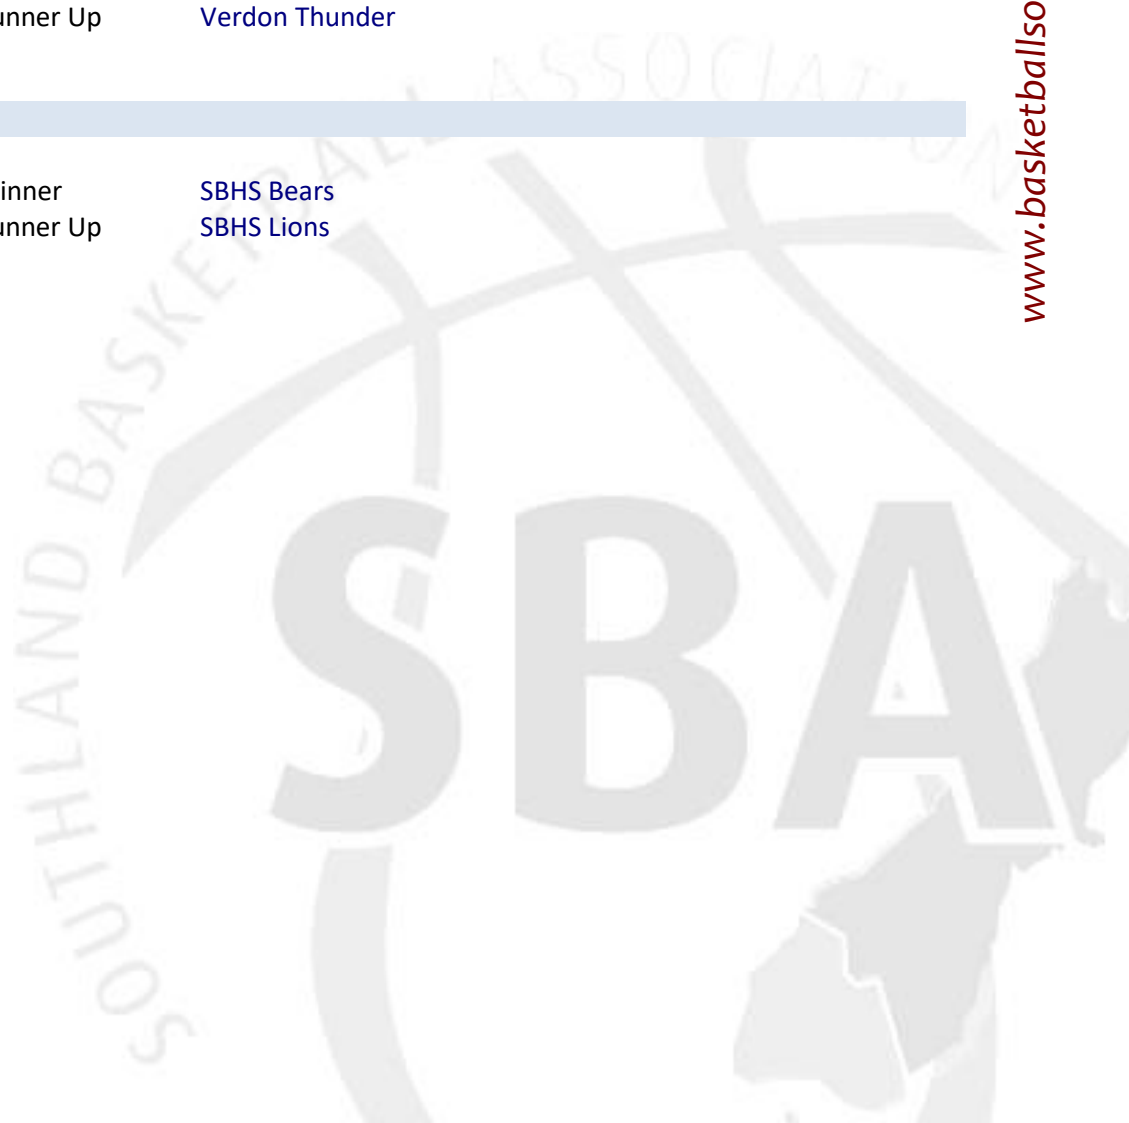 unner Up Verdon Thunder
inner SBHS Bears
unner Up SBHS Lions
www.basketballso
SOUTHLAND BASKETBALL ASSOCIATION
SBA